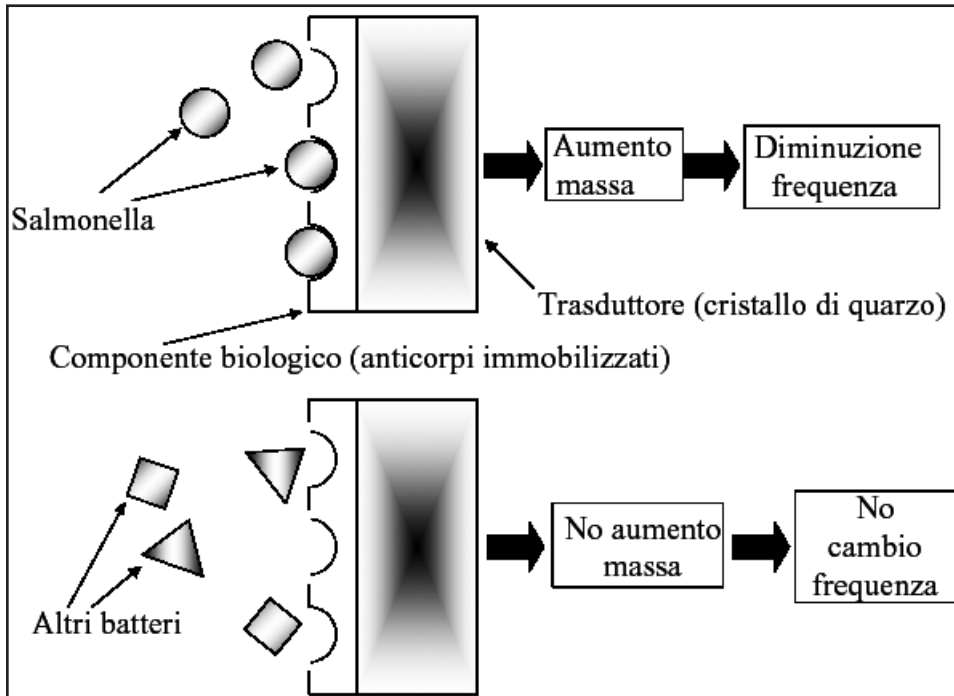 Salmonella
Aumento
massa
Diminuzione
frequenza
Trasduttore (cristallo di quarzo)
Componente biologico (anticorpi immobilizzati)
Altri batteri
No aumento
massa
No
cambio
frequenza